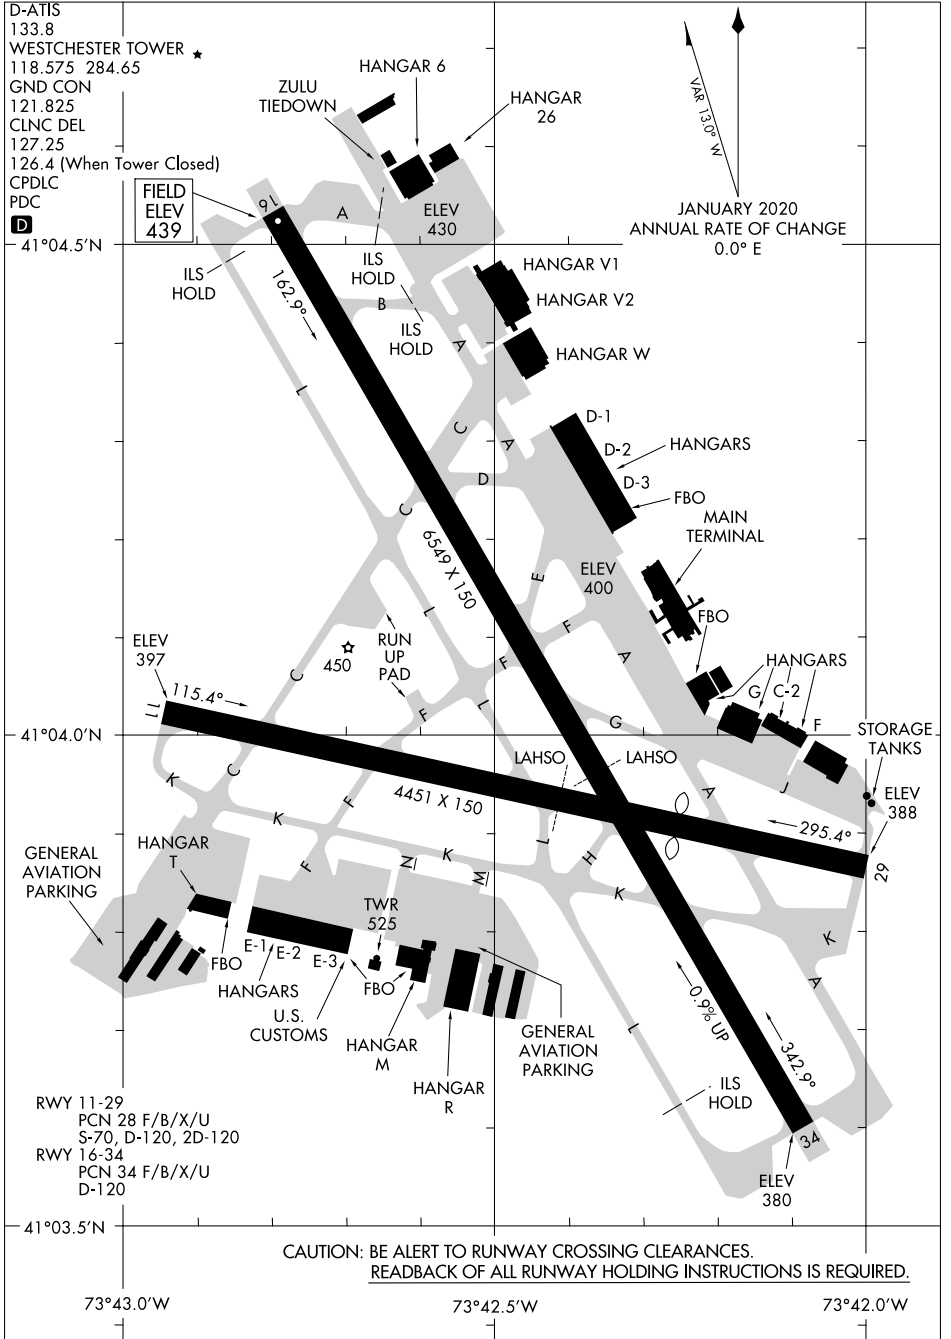 D-ATIS
133.8
WESTCHESTER TOWER
118.575 284.65
GND CON
121.825
CLNC DEL
127.25
126.4 (When Tower Closed)
CPDLC
PDC
D
FIELD
ELEV
439
ZULU
TIEDOWN
HANGAR 6
HANGAR
26
VAR 13.0° W
JANUARY 2020
ANNUAL RATE OF CHANGE
0.0° E
41°04.5'N
16
A
ELEV
430
ILS
HOLD
ILS
HOLD
162.9°
B
ILS
HOLD
A
HANGAR V1
HANGAR V2
HANGAR W
L
C
A
D
C
D-1
D-2
D-3
HANGARS
FBO
MAIN
TERMINAL
6549 X 150
E
ELEV
400
L
F
F
A
FBO
ELEV
397
450
RUN
UP
PAD
C
HANGARS
G
C-2
F
STORAGE
TANKS
115.4°
11
F
L
G
41°04.0'N
LAHSO
LAHSO
K
C
F
4451 X 150
A
J
ELEV
388
295.4°
29
K
L
H
HANGAR
T
F
N
K
M
K
GENERAL
AVIATION
PARKING
TWR
525
E-1
E-2
E-3
FBO
HANGARS
U.S.
CUSTOMS
FBO
HANGAR
M
HANGAR
R
GENERAL
AVIATION
PARKING
K
A
0.9% UP
L
342.9°
ILS
HOLD
34
ELEV
380
RWY 11-29
PCN 28 F/B/X/U
S-70, D-120, 2D-120
RWY 16-34
PCN 34 F/B/X/U
D-120
41°03.5'N
CAUTION: BE ALERT TO RUNWAY CROSSING CLEARANCES.
READBACK OF ALL RUNWAY HOLDING INSTRUCTIONS IS REQUIRED.
73°43.0'W
73°42.5'W
73°42.0'W